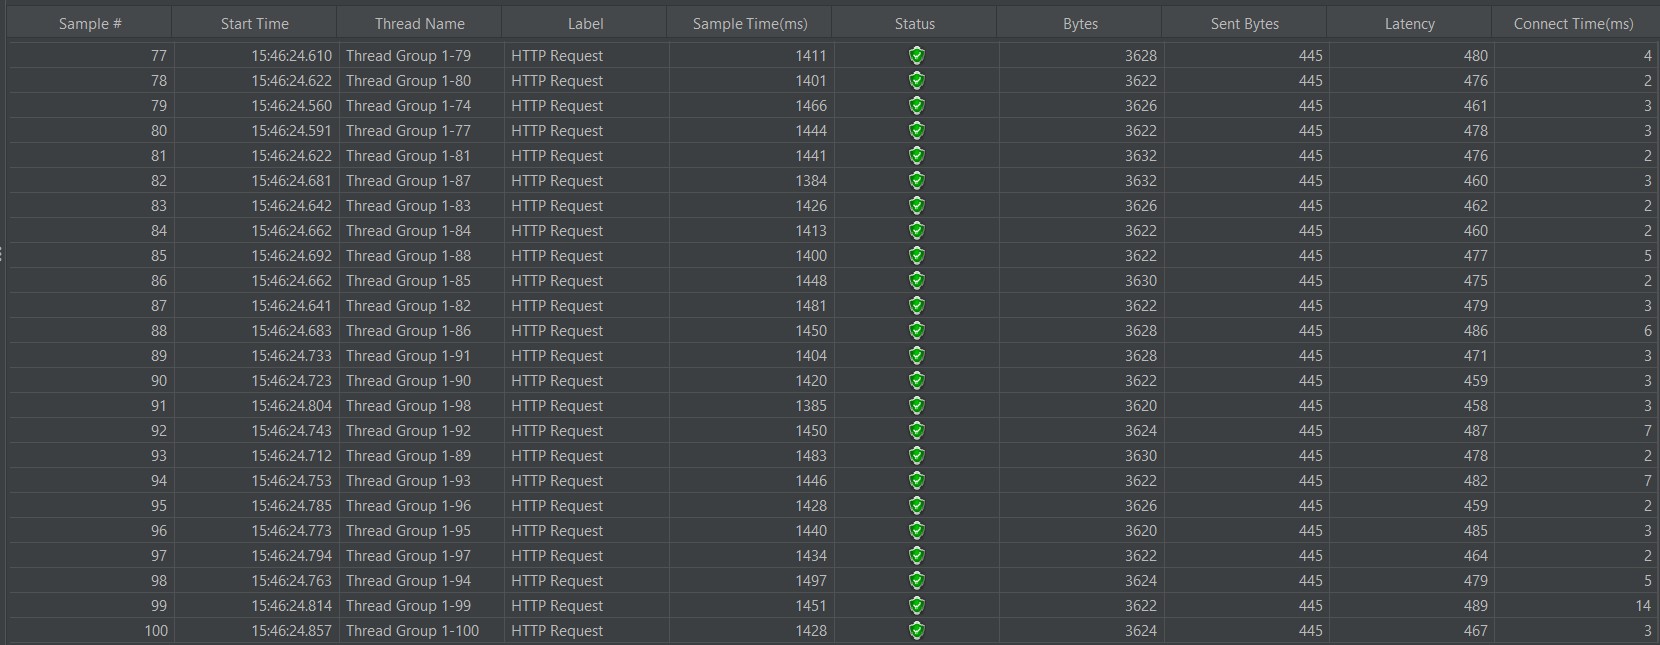 Sample # Start Time Thread Name Label Sample Time(ms) Status Bytes Sent Bytes Latency Connect Time(ms)
77 15:46:24.610 Thread Group 1-79 HTTP Request 1411 3628 445 480 4
78 15:46:24.622 Thread Group 1-80 HTTP Request 1401 3622 445 476 2
79 15:46:24.560 Thread Group 1-74 HTTP Request 1466 3626 445 461 3
80 15:46:24.591 Thread Group 1-77 HTTP Request 1444 3622 445 478 3
81 15:46:24.622 Thread Group 1-81 HTTP Request 1441 3632 445 476 2
82 15:46:24.681 Thread Group 1-87 HTTP Request 1384 3632 445 460 3
83 15:46:24.642 Thread Group 1-83 HTTP Request 1426 3626 445 462 2
84 15:46:24.662 Thread Group 1-84 HTTP Request 1413 3622 445 460 2
85 15:46:24.692 Thread Group 1-88 HTTP Request 1400 3622 445 477 5
86 15:46:24.662 Thread Group 1-85 HTTP Request 1448 3630 445 475 2
87 15:46:24.641 Thread Group 1-82 HTTP Request 1481 3622 445 479 3
88 15:46:24.683 Thread Group 1-86 HTTP Request 1450 3628 445 486 6
89 15:46:24.733 Thread Group 1-91 HTTP Request 1404 3628 445 471 3
90 15:46:24.723 Thread Group 1-90 HTTP Request 1420 3622 445 459 3
91 15:46:24.804 Thread Group 1-98 HTTP Request 1385 3620 445 458 3
92 15:46:24.743 Thread Group 1-92 HTTP Request 1450 3624 445 487 7
93 15:46:24.712 Thread Group 1-89 HTTP Request 1483 3630 445 478 2
94 15:46:24.753 Thread Group 1-93 HTTP Request 1446 3622 445 482 7
95 15:46:24.785 Thread Group 1-96 HTTP Request 1428 3626 445 459 2
96 15:46:24.773 Thread Group 1-95 HTTP Request 1440 3620 445 485 3
97 15:46:24.794 Thread Group 1-97 HTTP Request 1434 3622 445 464 2
98 15:46:24.763 Thread Group 1-94 HTTP Request 1497 3624 445 479 5
99 15:46:24.814 Thread Group 1-99 HTTP Request 1451 3622 445 489 14
100 15:46:24.857 Thread Group 1-100 HTTP Request 1428 3624 445 467 3